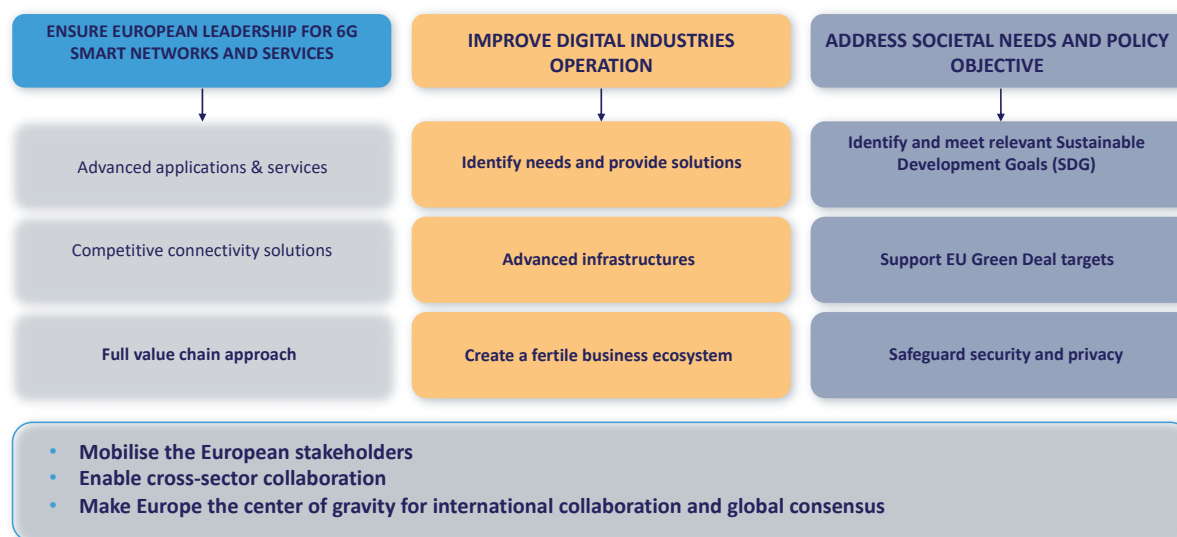 ENSURE EUROPEAN LEADERSHIP FOR 6G
SMART NETWORKS AND SERVICES
Advanced applications & services
Competitive connectivity solutions
Full value chain approach
IMPROVE DIGITAL INDUSTRIES
OPERATION
Identify needs and provide solutions
Advanced infrastructures
Create a fertile business ecosystem
ADDRESS SOCIETAL NEEDS AND POLICY
OBJECTIVE
Identify and meet relevant Sustainable
Development Goals (SDG)
Support EU Green Deal targets
Safeguard security and privacy
• Mobilise the European stakeholders
• Enable cross-sector collaboration
• Make Europe the center of gravity for international collaboration and global consensus